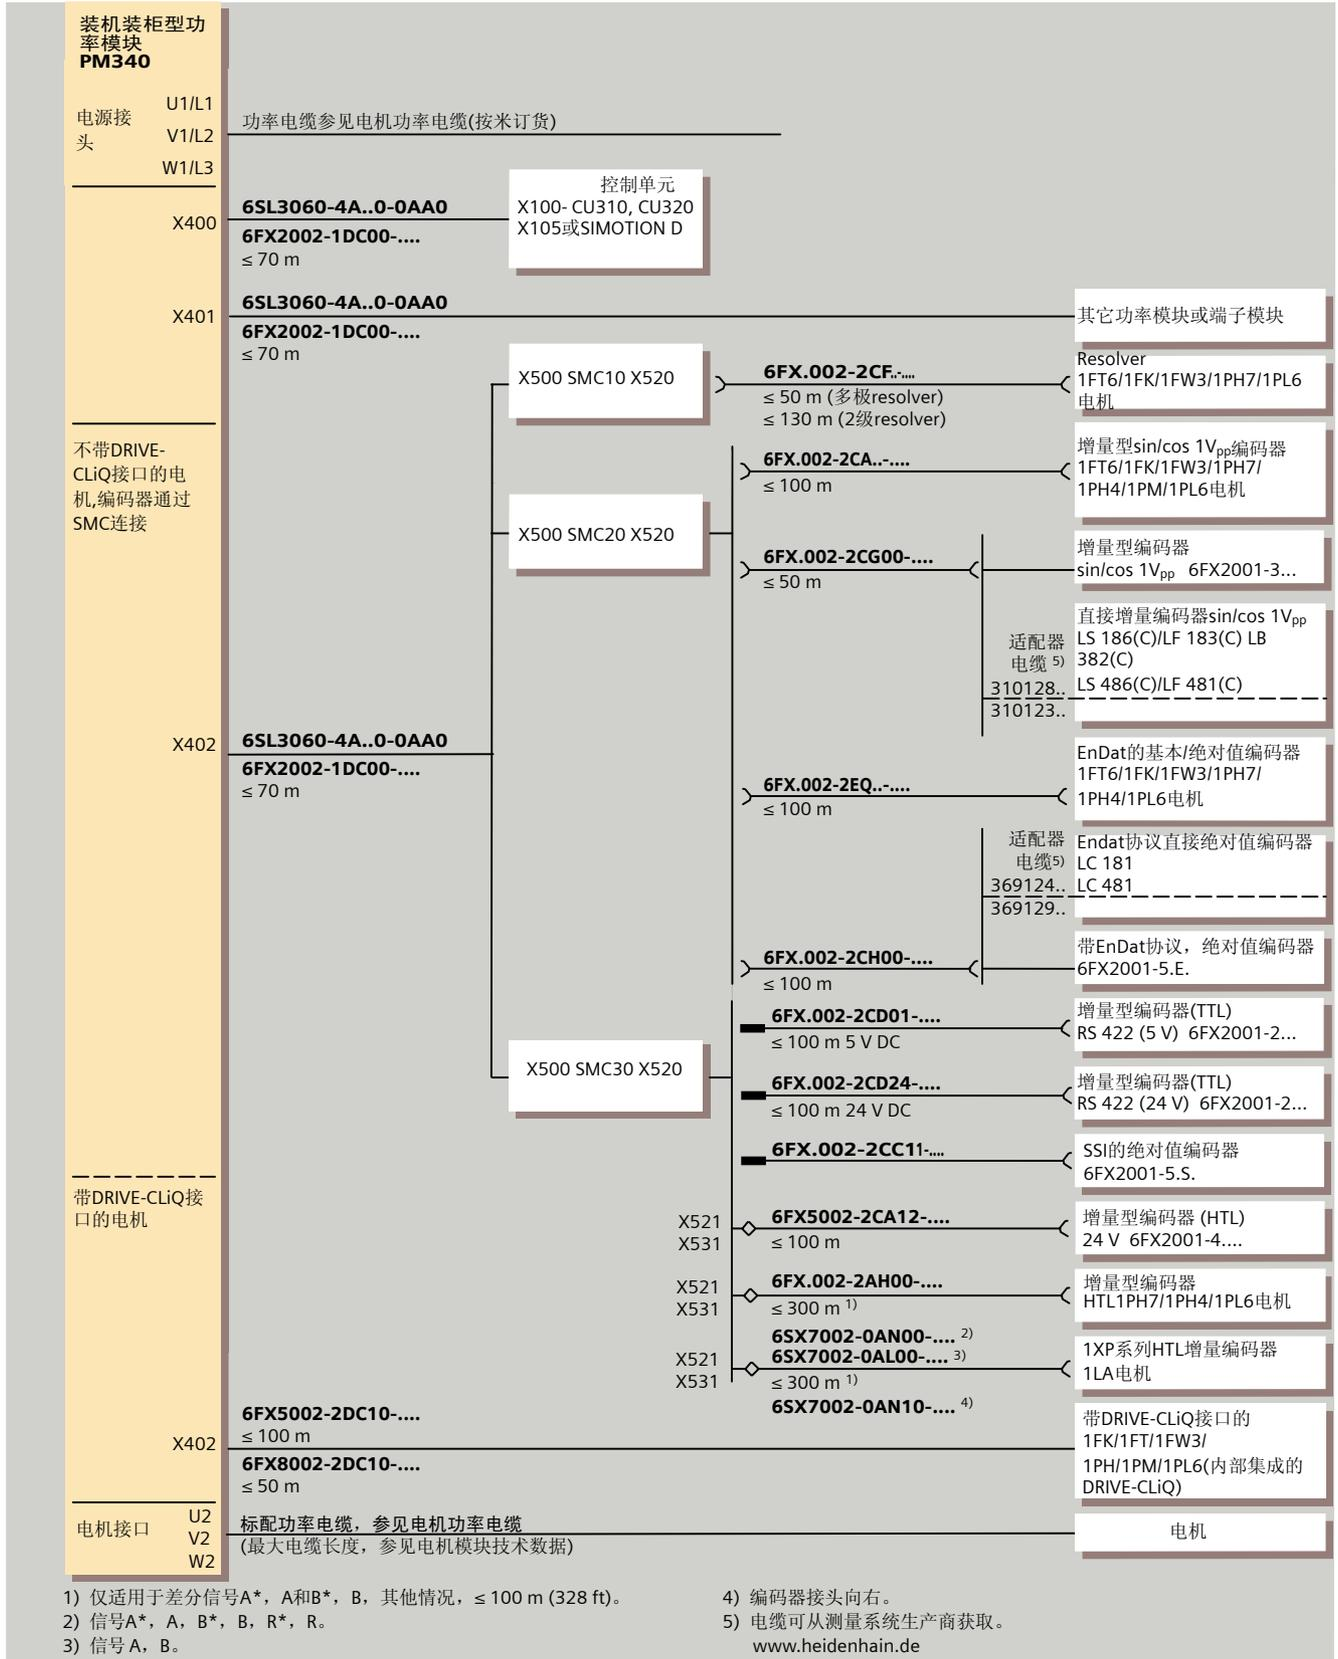 装机装柜型功
率模块
PM340
电源接
头
U1/L1
V1/L2
W1/L3
功率电缆参见电机功率电缆(按米订货)
X400
6SL3060-4A..0-0AA0
6FX2002-1DC00-....
≤ 70 m
控制单元
X100- CU310, CU320
X105或SIMOTION D
X401
6SL3060-4A..0-0AA0
6FX2002-1DC00-....
≤ 70 m
其它功率模块或端子模块
不带DRIVE-
CLiQ接口的电
机,编码器通过
SMC连接
X402
6SL3060-4A..0-0AA0
6FX2002-1DC00-....
≤ 70 m
X500 SMC10 X520
6FX.002-2CF..-....
≤ 50 m (多极resolver)
≤ 130 m (2级resolver)
Resolver
1FT6/1FK/1FW3/1PH7/1PL6
电机
X500 SMC20 X520
6FX.002-2CA..-....
≤ 100 m
增量型sin/cos 1Vpp编码器
1FT6/1FK/1FW3/1PH7/
1PH4/1PM/1PL6电机
6FX.002-2CG00-....
≤ 50 m
增量型编码器
sin/cos 1Vpp 6FX2001-3...
适配器
电缆 5)
310128..
310123..
直接增量编码器sin/cos 1Vpp
LS 186(C)/LF 183(C) LB
382(C)
LS 486(C)/LF 481(C)
6FX.002-2EQ..-....
≤ 100 m
EnDat的基本/绝对值编码器
1FT6/1FK/1FW3/1PH7/
1PH4/1PL6电机
适配器
电缆5)
369124..
369129..
Endat协议直接绝对值编码器
LC 181
LC 481
6FX.002-2CH00-....
≤ 100 m
带EnDat协议，绝对值编码器
6FX2001-5.E.
X500 SMC30 X520
6FX.002-2CD01-....
≤ 100 m 5 V DC
增量型编码器(TTL)
RS 422 (5 V) 6FX2001-2...
6FX.002-2CD24-....
≤ 100 m 24 V DC
增量型编码器(TTL)
RS 422 (24 V) 6FX2001-2...
6FX.002-2CC11-....
SSI的绝对值编码器
6FX2001-5.S.
X521
X531
6FX5002-2CA12-....
≤ 100 m
增量型编码器 (HTL)
24 V 6FX2001-4....
X521
X531
6FX.002-2AH00-....
≤ 300 m 1)
增量型编码器
HTL1PH7/1PH4/1PL6电机
X521
X531
6SX7002-0AN00-.... 2)
6SX7002-0AL00-.... 3)
≤ 300 m 1)
6SX7002-0AN10-.... 4)
1XP系列HTL增量编码器
1LA电机
带DRIVE-CLiQ接
口的电机
X402
6FX5002-2DC10-....
≤ 100 m
6FX8002-2DC10-....
≤ 50 m
带DRIVE-CLiQ接口的
1FK/1FT/1FW3/
1PH/1PM/1PL6(内部集成的
DRIVE-CLiQ)
电机接口
U2
V2
W2
标配功率电缆，参见电机功率电缆
(最大电缆长度，参见电机模块技术数据)
电机
1) 仅适用于差分信号A*，A和B*，B，其他情况，≤ 100 m (328 ft)。
2) 信号A*，A，B*，B，R*，R。
3) 信号 A，B。
4) 编码器接头向右。
5) 电缆可从测量系统生产商获取。
www.heidenhain.de